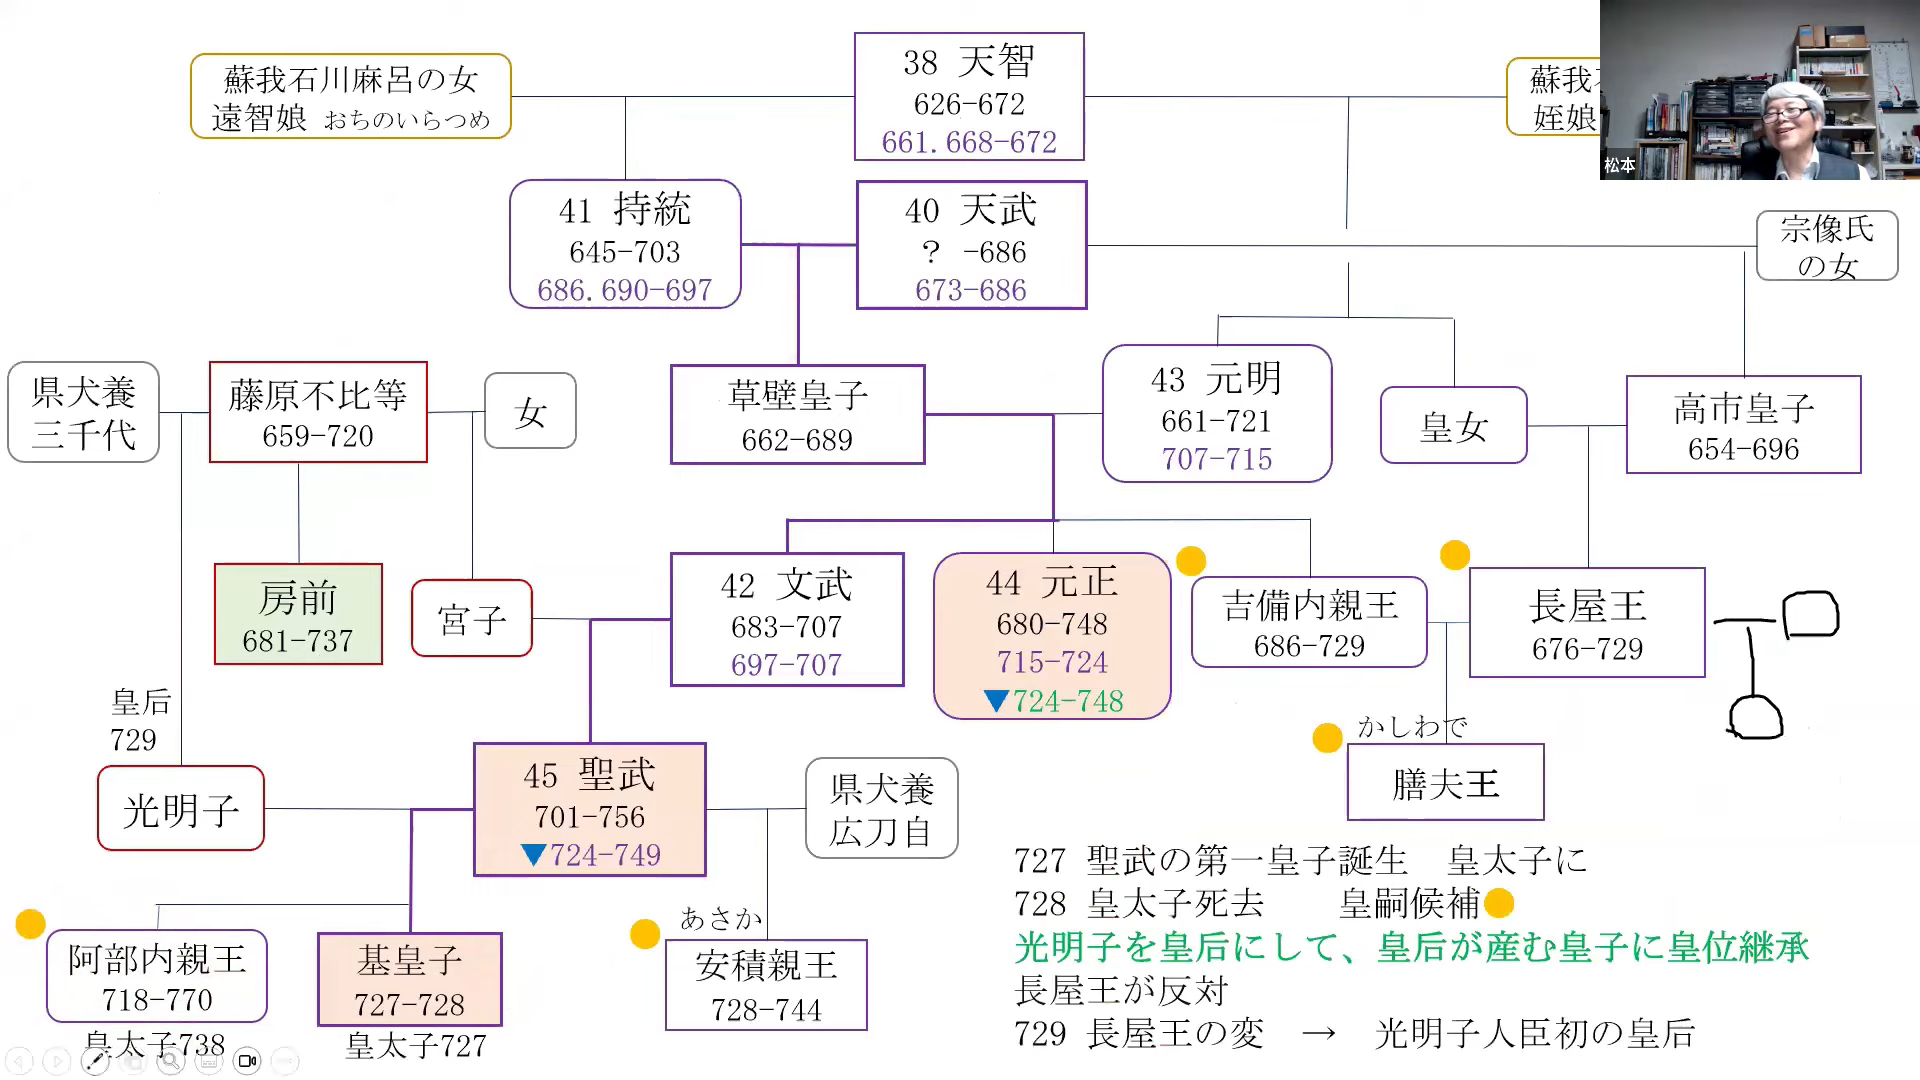 蘇我石川麻呂の女
遠智娘 おちのいらつめ
38 天智
626-672
661.668-672
蘇我
姪娘
松本
41 持統
645-703
686.690-697
40 天武
? -686
673-686
宗像氏
の女
県犬養
三千代
藤原不比等
659-720
女
草壁皇子
662-689
43 元明
661-721
707-715
皇女
高市皇子
654-696
房前
681-737
宮子
42 文武
683-707
697-707
44 元正
680-748
715-724
▼724-748
吉備内親王
686-729
長屋王
676-729
皇后
729
光明子
45 聖武
701-756
▼724-749
県犬養
広刀自
かしわで
膳夫王
阿部内親王
718-770
皇太子738
基皇子
727-728
皇太子727
あさか
安積親王
728-744
727 聖武の第一皇子誕生 皇太子に
728 皇太子死去 皇嗣候補
光明子を皇后にして、皇后が産む皇子に皇位継承
長屋王が反対
729 長屋王の変 → 光明子人臣初の皇后